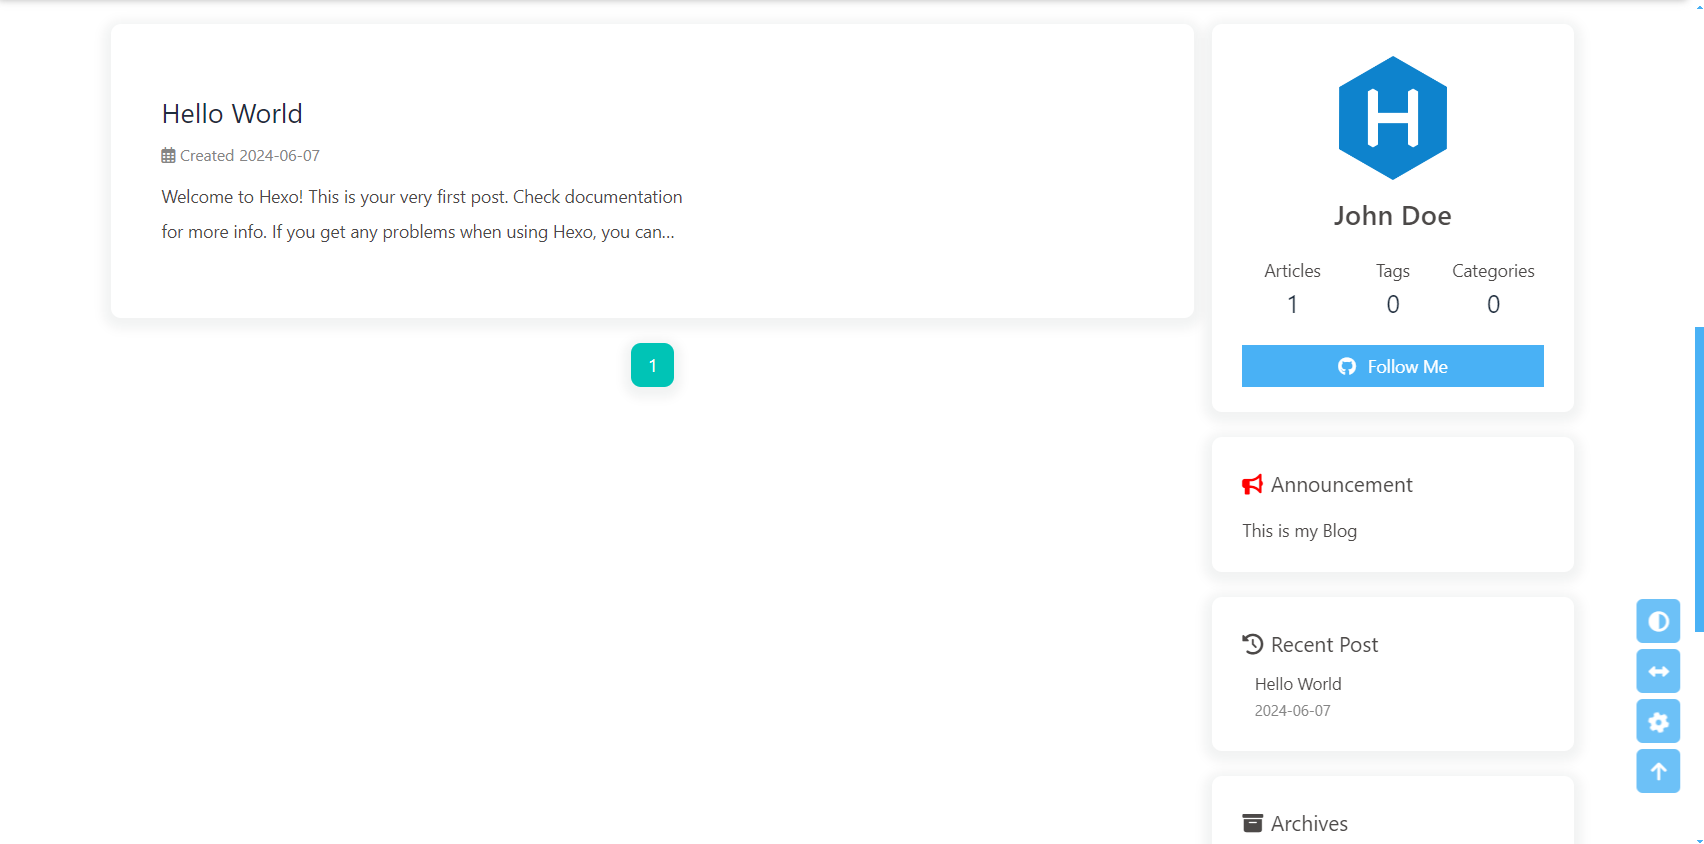 Hello World
Created 2024-06-07
Welcome to Hexo! This is your very first post. Check documentation
for more info. If you get any problems when using Hexo, you can...
1
H
John Doe
Articles Tags Categories
1 0 0
Follow Me
Announcement
This is my Blog
Recent Post
Hello World
2024-06-07
Archives